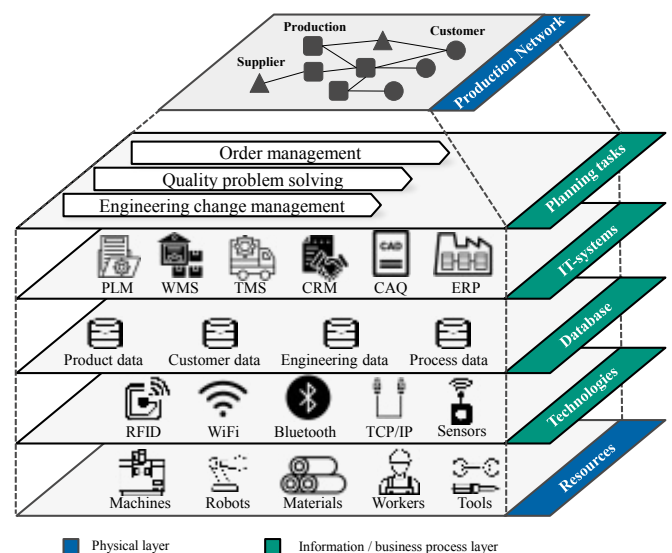 Production Customer
Supplier
Production Network
Order management
Quality problem solving
Engineering change management
Planning tasks
CAD
PLM WMS TMS CRM CAQ ERP
IT-systems
Product data Customer data Engineering data Process data
Database
RFID WiFi Bluetooth TCP/IP Sensors
Technologies
Machines Robots Materials Workers Tools
Resources
Physical layer Information / business process layer